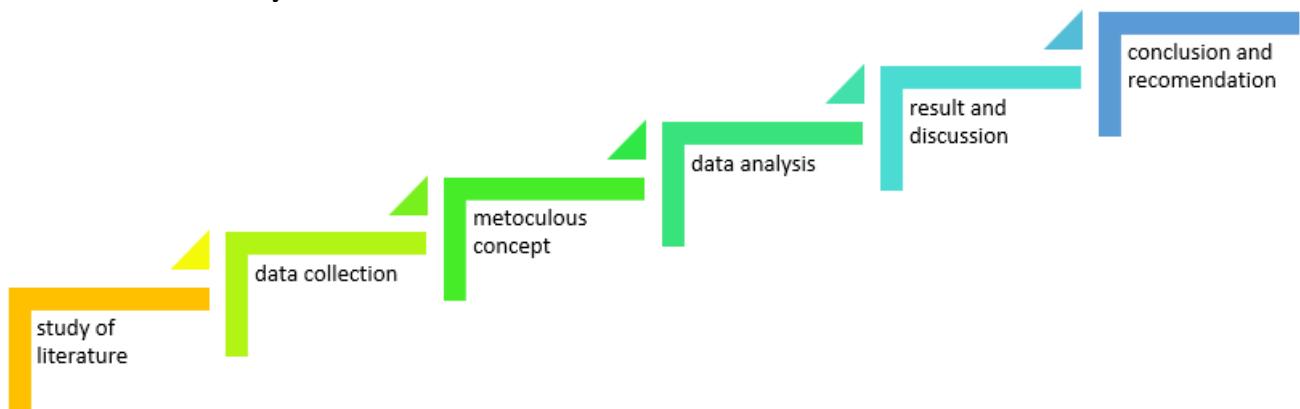 study of
literature
data collection
metoculous
concept
data analysis
result and
discussion
conclusion and
recomendation